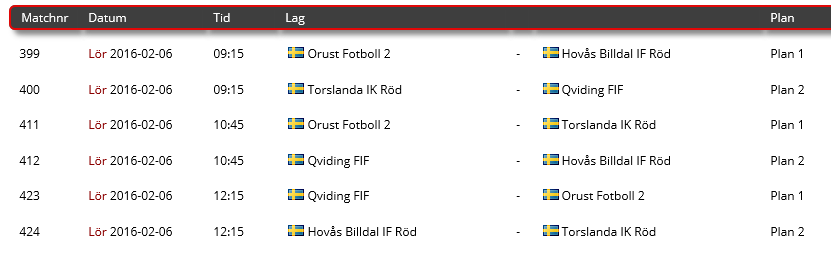 Matchnr Datum Tid Lag Plan
399 Lör 2016-02-06 09:15 Orust Fotboll 2 - Hovås Billdal IF Röd Plan 1
400 Lör 2016-02-06 09:15 Torslanda IK Röd - Qviding FIF Plan 2
411 Lör 2016-02-06 10:45 Orust Fotboll 2 - Torslanda IK Röd Plan 1
412 Lör 2016-02-06 10:45 Qviding FIF - Hovås Billdal IF Röd Plan 2
423 Lör 2016-02-06 12:15 Qviding FIF - Orust Fotboll 2 Plan 1
424 Lör 2016-02-06 12:15 Hovås Billdal IF Röd - Torslanda IK Röd Plan 2